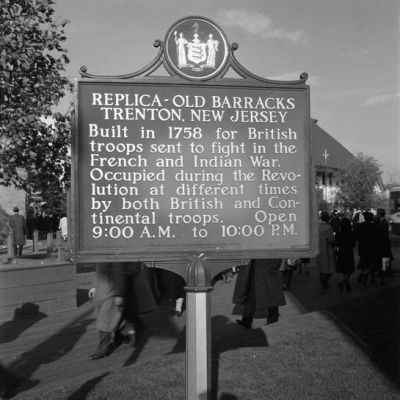 REPLICA-OLD BARRACKS
TRENTON, NEW JERSEY
Built in 1758 for British
troops sent to fight in the
French and Indian War.
Occupied during the Revo-
lution at different times
by both British and Con-
tinental troops. Open
9:00 A.M. to 10:00 P.M.